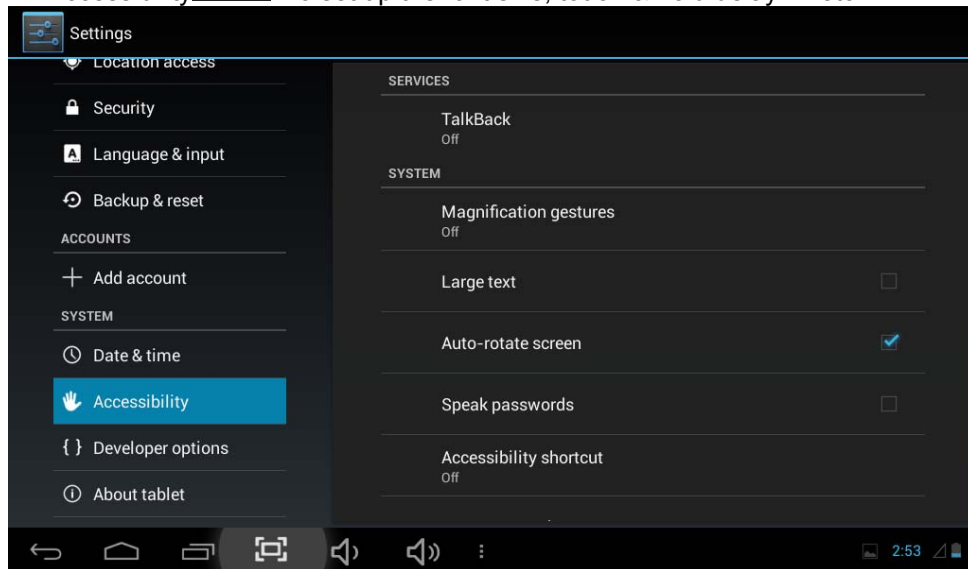 Settings
Location access
Security
Language & input
Backup & reset
ACCOUNTS
Add account
SYSTEM
Date & time
Accessibility
{ } Developer options
About tablet
SERVICES
TalkBack
Off
SYSTEM
Magnification gestures
Off
Large text
Auto-rotate screen
Speak passwords
Accessibility shortcut
Off
2:53